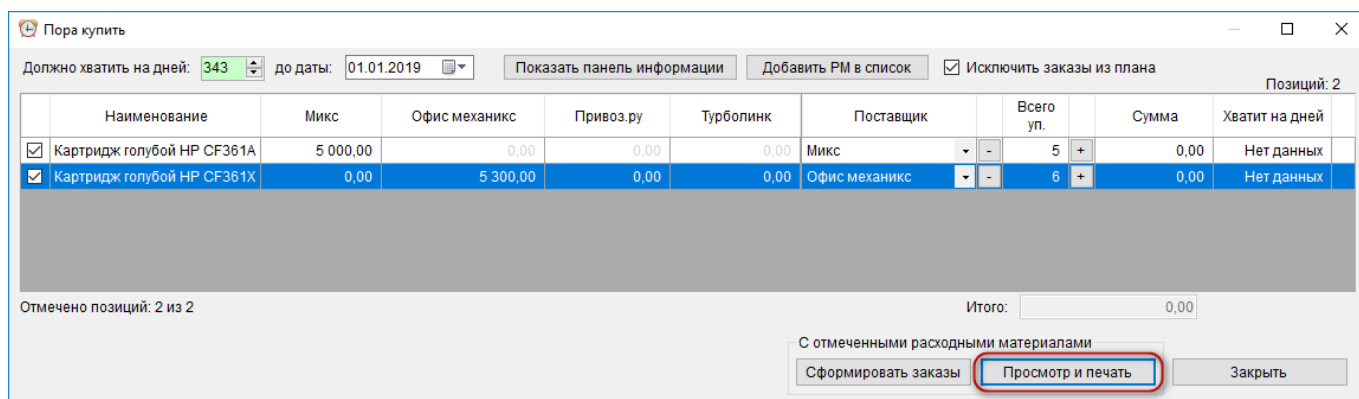 Пора купить
Должно хватить на дней: 343 до даты: 01.01.2019 Показать панель информации Добавить РМ в список Исключить заказы из плана
Позиций: 2
Наименование Микс Офис механикс Привоз.ру Турболинк Поставщик Всего уп. Сумма Хватит на дней
Картридж голубой HP CF361A 5 000,00 0,00 0,00 0,00 Микс - 5 + 0,00 Нет данных
Картридж голубой HP CF361X 0,00 5 300,00 0,00 0,00 Офис механикс - 6 + 0,00 Нет данных
Отмечено позиций: 2 из 2 Итого: 0,00
С отмеченными расходными материалами
Сформировать заказы Просмотр и печать Закрыть